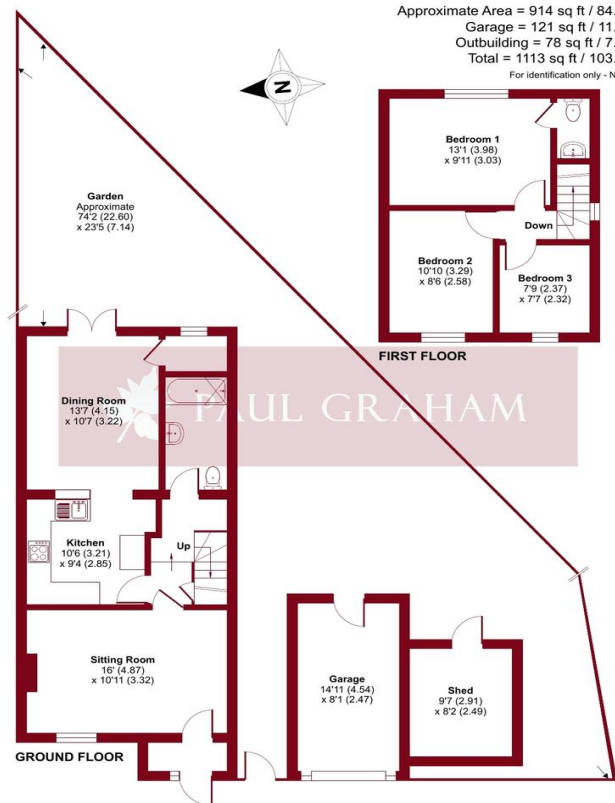 Approximate Area = 914 sq ft / 84.
Garage = 121 sq ft / 11.
Outbuilding = 78 sq ft / 7.
Total = 1113 sq ft / 103.
For identification only - N
N
Garden
Approximate
74'2 (22.60)
x 23'5 (7.14)
Bedroom 1
13'1 (3.98)
x 9'11 (3.03)
Down
Bedroom 2
10'10 (3.29)
x 8'6 (2.58)
Bedroom 3
7'9 (2.37)
x 7'7 (2.32)
FIRST FLOOR
Dining Room
13'7 (4.15)
x 10'7 (3.22)
PAUL GRAHAM
Kitchen
10'6 (3.21)
x 9'4 (2.85)
Up
Sitting Room
16' (4.87)
x 10'11 (3.32)
Garage
14'11 (4.54)
x 8'1 (2.47)
Shed
9'7 (2.91)
x 8'2 (2.49)
GROUND FLOOR